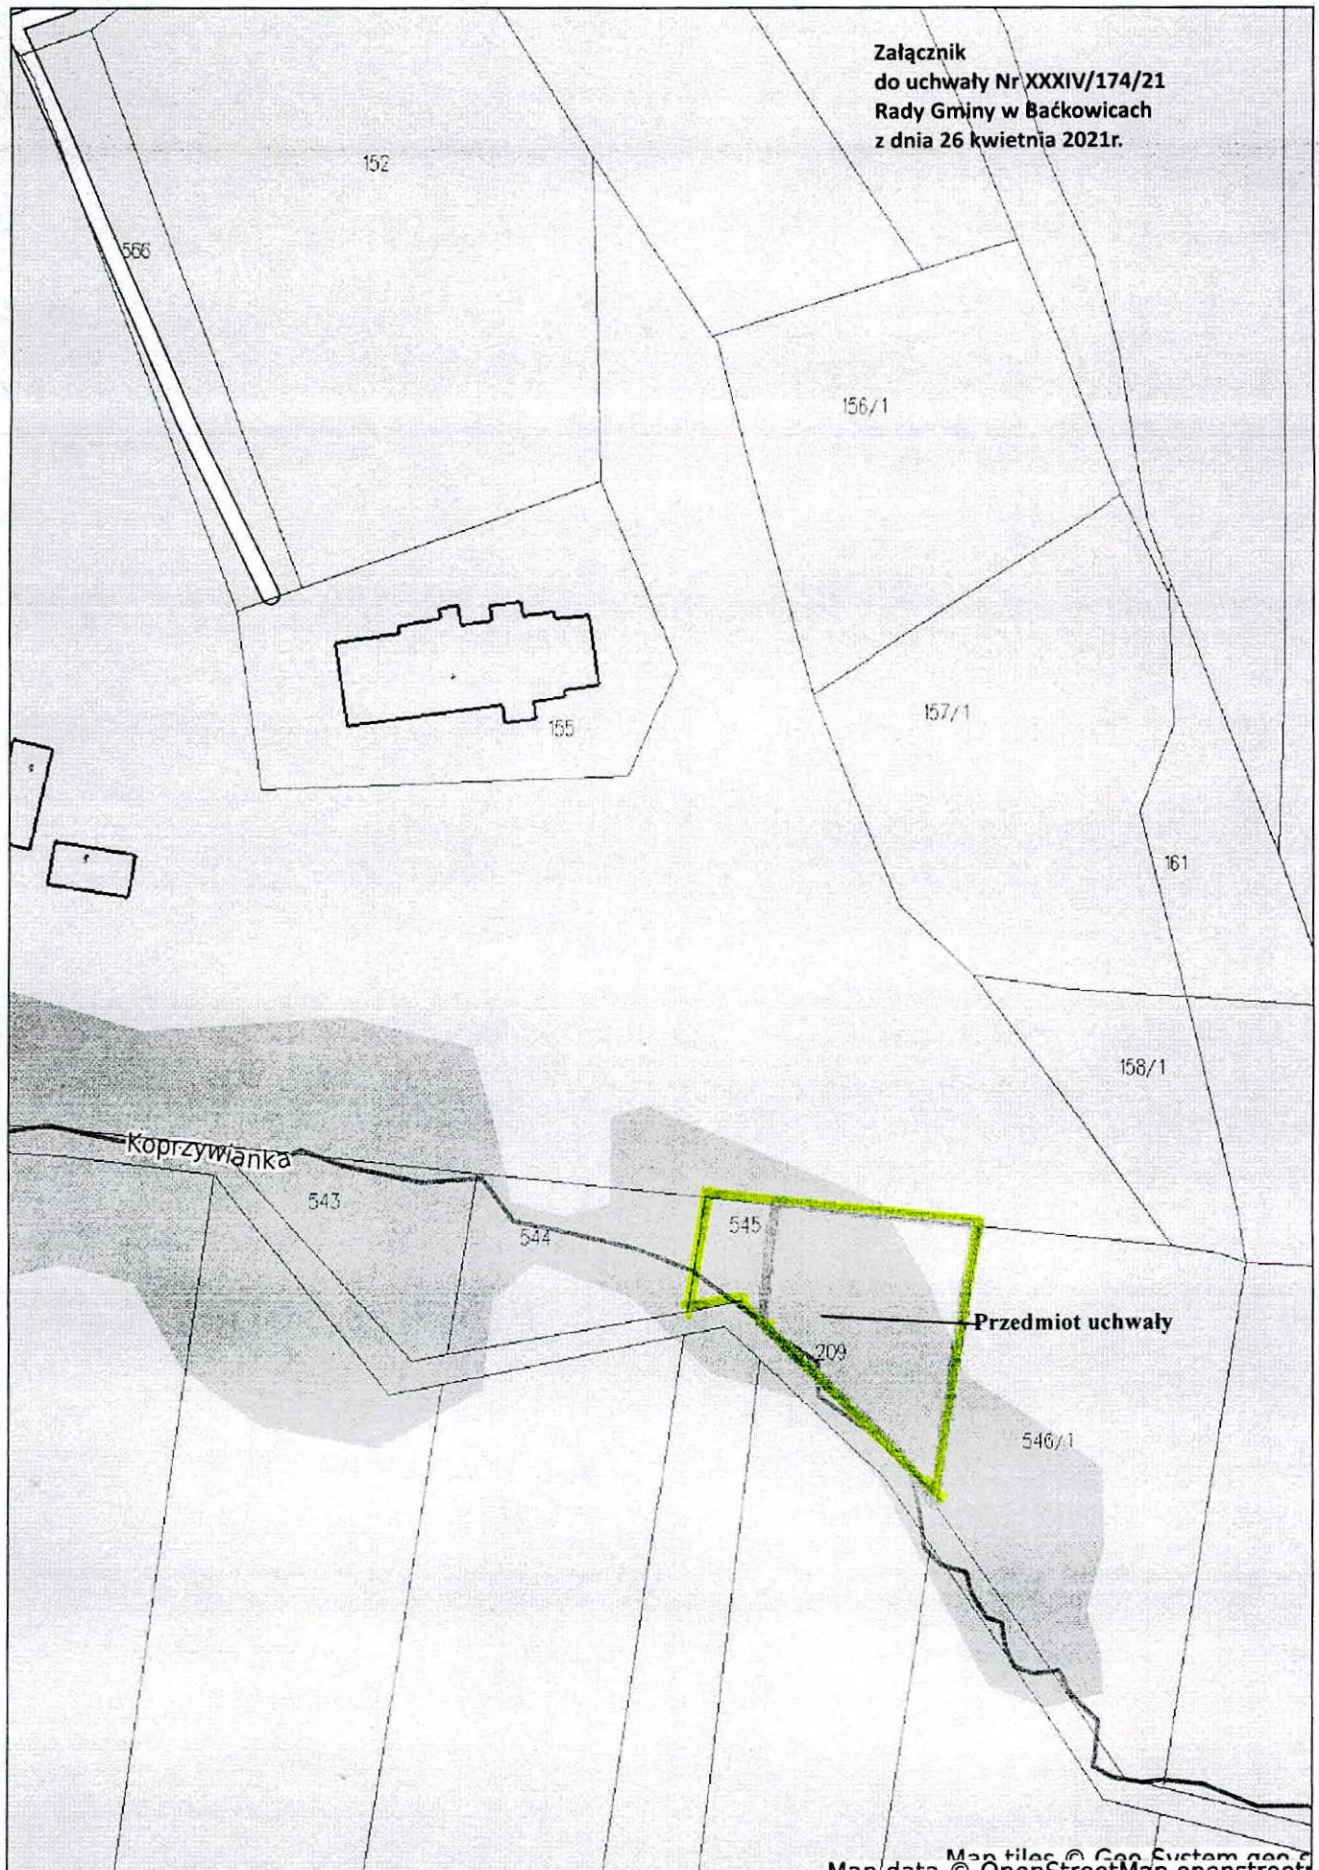 Załącznik
do uchwały Nr XXXIV/174/21
Rady Gminy w Baćkowicach
z dnia 26 kwietnia 2021r.
152
566
156/1
155
157/1
161
158/1
Koprzywianka
543
544
545
Przedmiot uchwały
209
546/1
Map tiles © Geo-System geo-s
Map data © OpenStreetMap openstreet